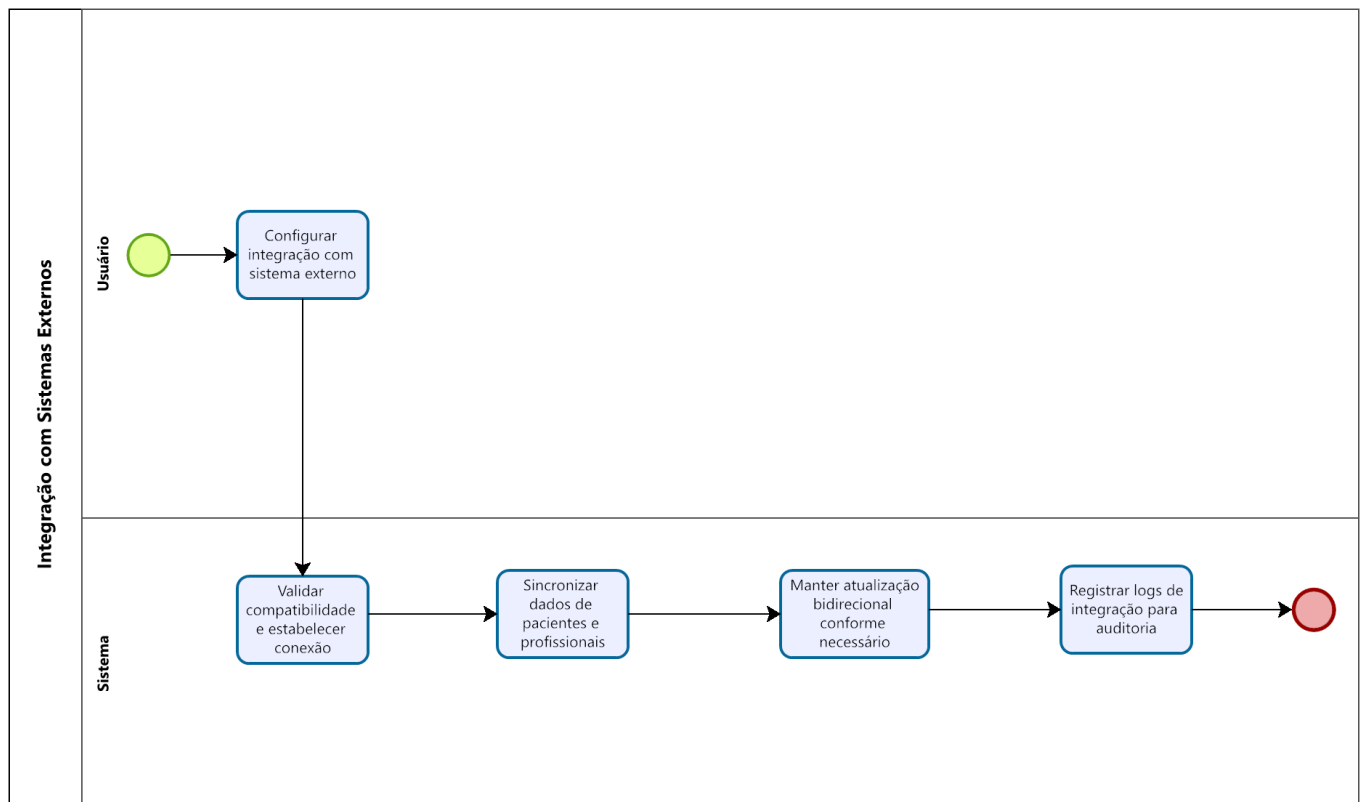 Integração com Sistemas Externos
Usuário
Configurar
integração com
sistema externo
Sistema
Validar
compatibilidade
e estabelecer
conexão
Sincronizar
dados de
pacientes e
profissionais
Manter atualização
bidirecional
conforme
necessário
Registrar logs de
integração para
auditoria